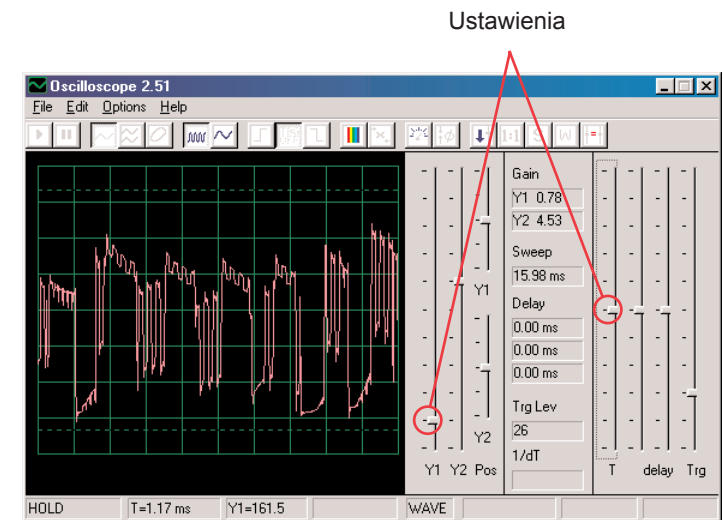 Ustawienia
Oscilloscope 2.51
File Edit Options Help
1:1 S W
Gain
Y1 0.78
Y2 4.53
Sweep
15.98 ms
Y1
Delay
0.00 ms
0.00 ms
0.00 ms
Trg Lev
26
Y2
1/dT
Y1 Y2 Pos
T delay Trg
HOLD T=1.17 ms Y1=161.5 WAVE